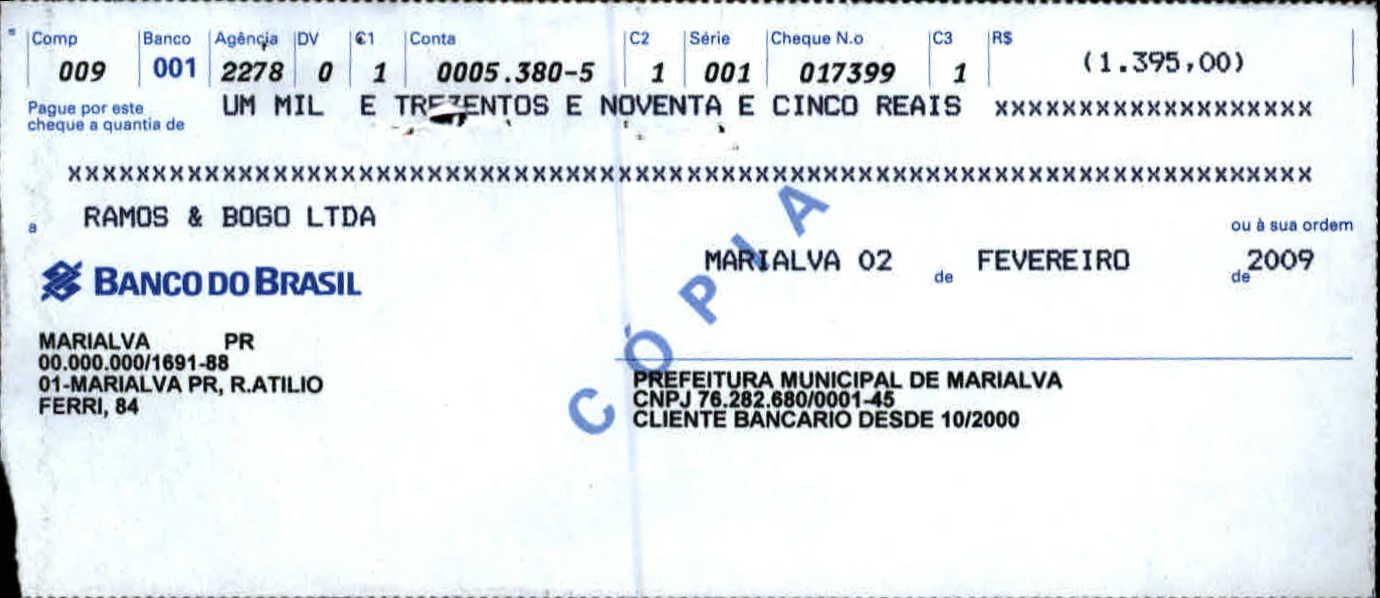 Comp Banco Agência DV C1 Conta C2 Série Cheque N.o C3 R$
009 001 2278 0 1 0005.380-5 1 001 017399 1 (1.395,00)
Pague por este
cheque a quantia de UM MIL E TREZENTOS E NOVENTA E CINCO REAIS XXXXXXXXXXXXXXXXXXX
XXXXXXXXXXXXXXXXXXXXXXXXXXXXXXXXXXXXXXXXXXXXXXXXXXXXXXXXXXXXXXXXXXXXXXXXXXXXXXXXXXXXXXXXXX
a RAMOS & BOGO LTDA ou à sua ordem
MARIALVA 02 de FEVEREIRO de 2009
BANCO DO BRASIL
CÓPIA
MARIALVA PR
00.000.000/1691-88
01-MARIALVA PR, R.ATILIO
FERRI, 84
PREFEITURA MUNICIPAL DE MARIALVA
CNPJ 76.282.680/0001-45
CLIENTE BANCARIO DESDE 10/2000